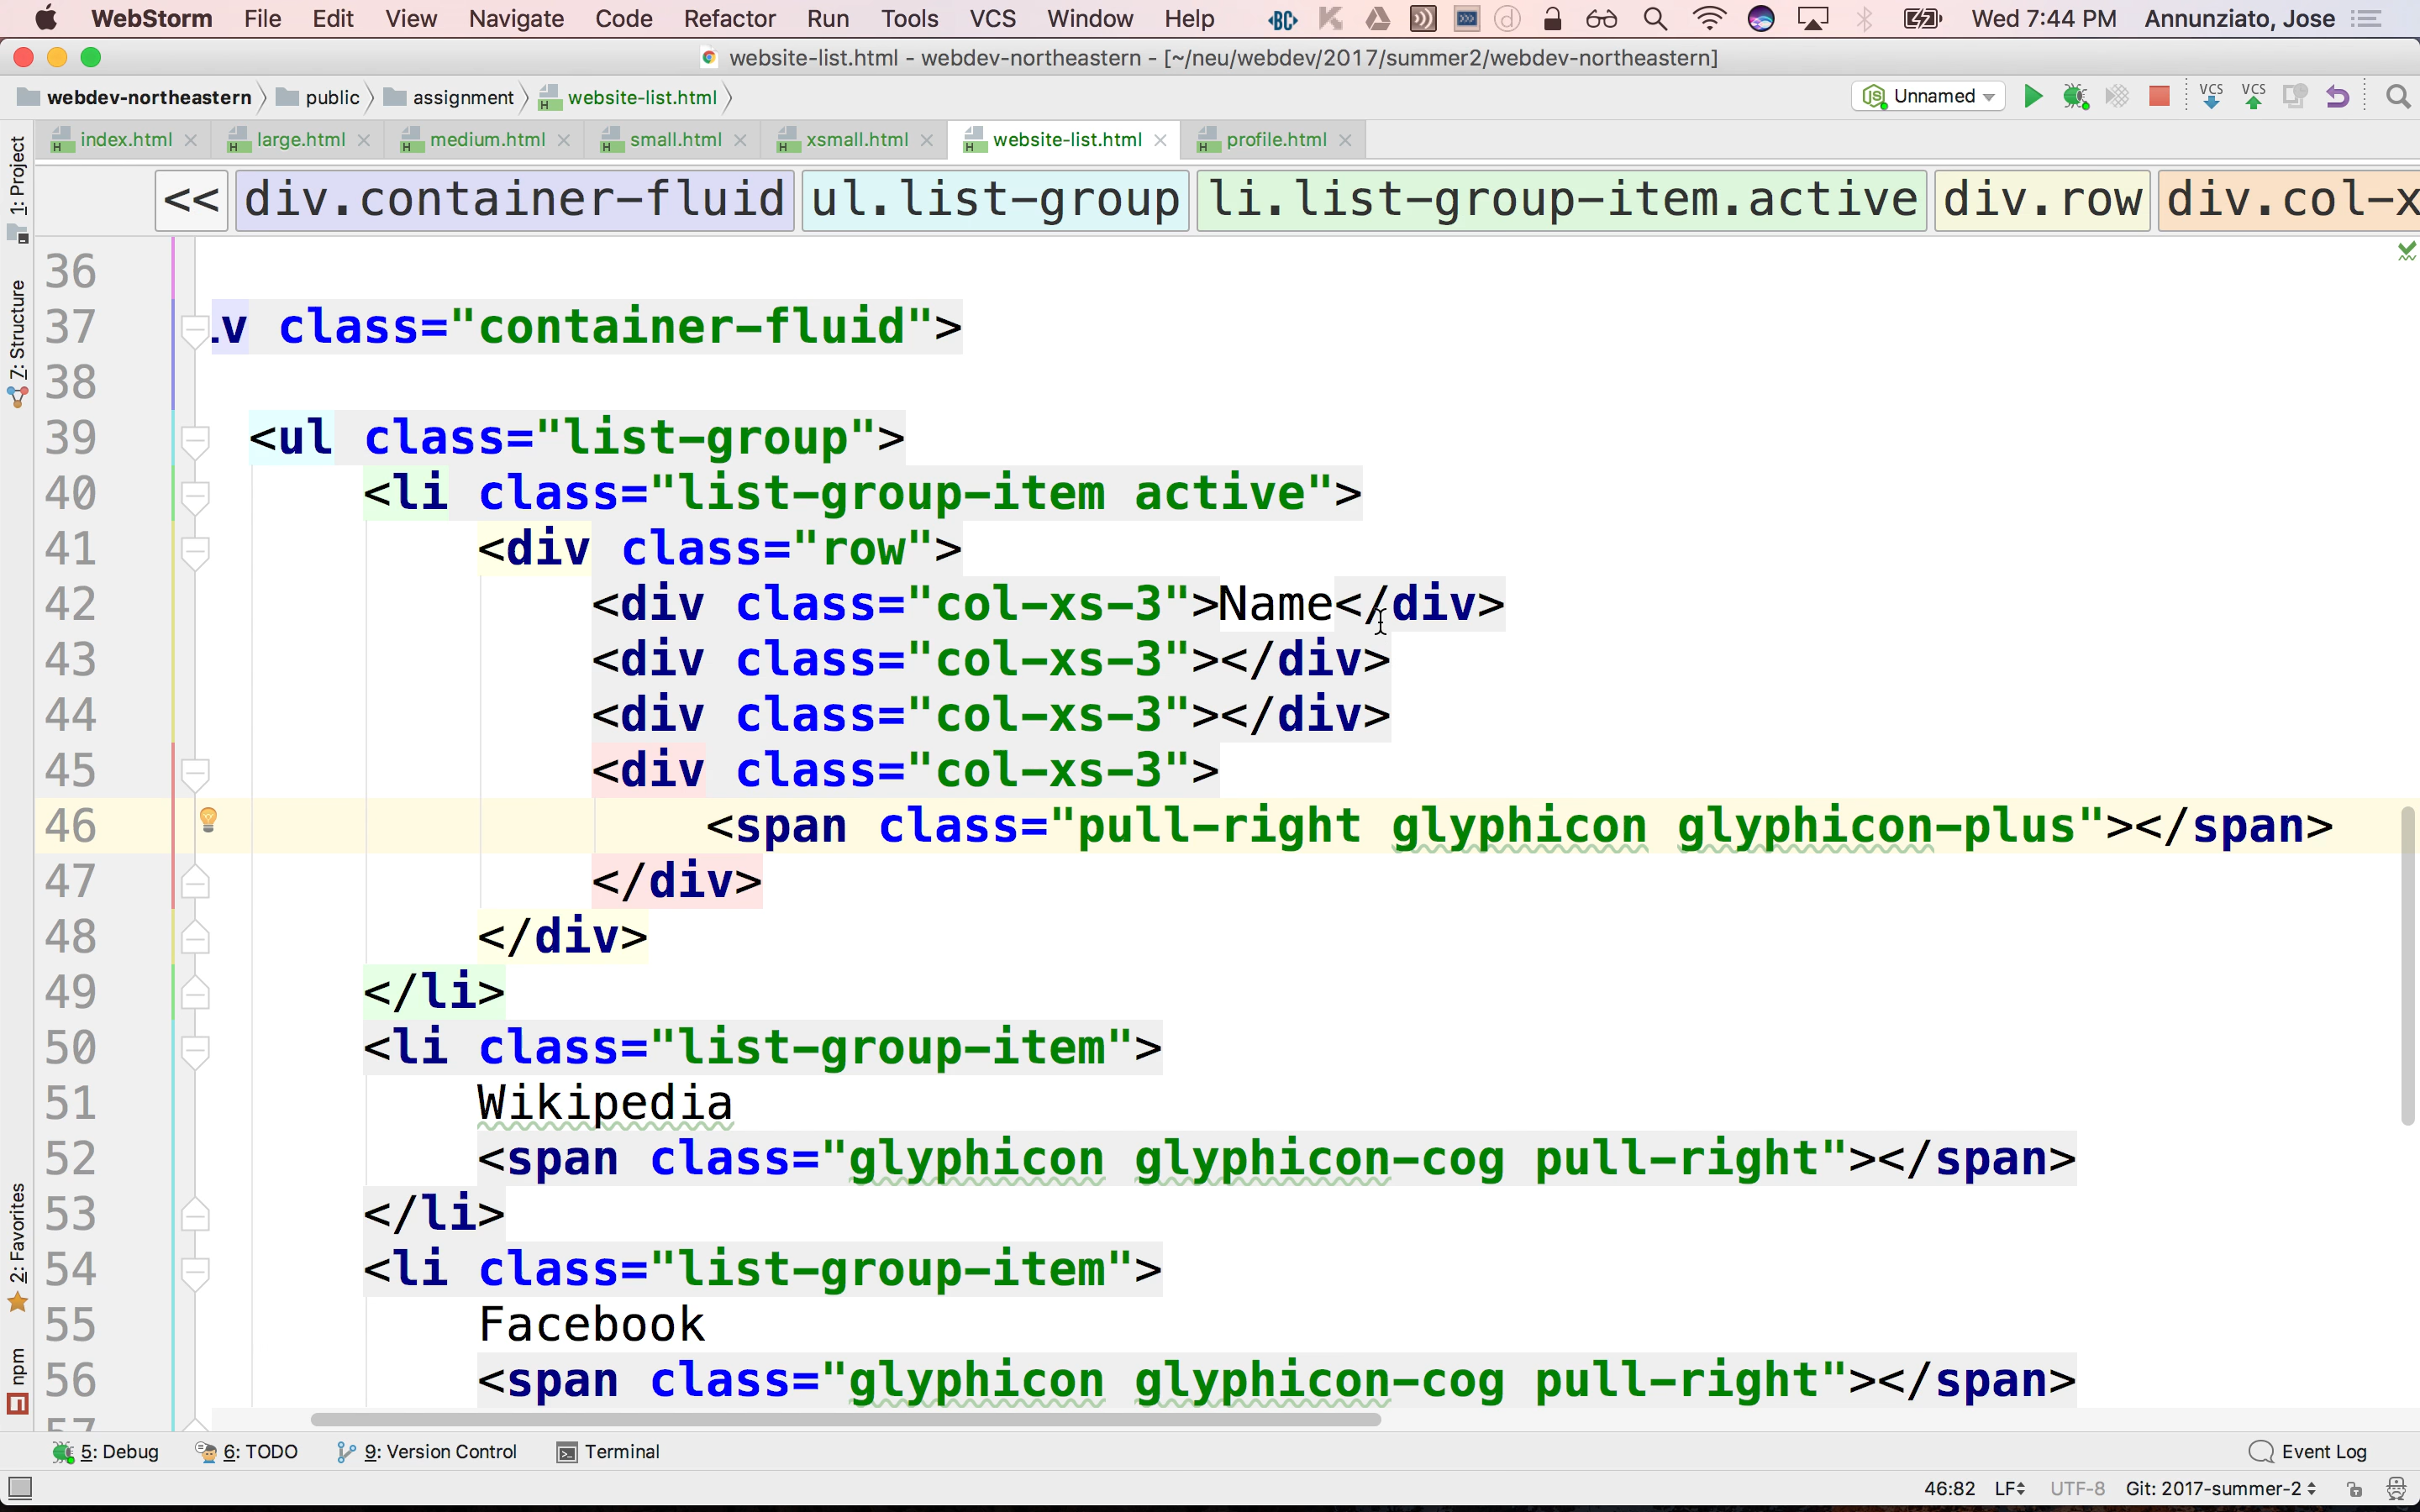 WebStorm File Edit View Navigate Code Refactor Run Tools VCS Window Help Wed 7:44 PM Annunziato, Jose
website-list.html - webdev-northeastern - [~/neu/webdev/2017/summer2/webdev-northeastern]
webdev-northeastern public assignment website-list.html Unnamed VCS VCS
index.html large.html medium.html small.html xsmall.html website-list.html profile.html
<< div.container-fluid ul.list-group li.list-group-item.active div.row div.col-x
1: Project
7: Structure
2: Favorites
npm
36
37 iv class="container-fluid">
38
39 <ul class="list-group">
40 <li class="list-group-item active">
41 <div class="row">
42 <div class="col-xs-3">Name</div>
43 <div class="col-xs-3"></div>
44 <div class="col-xs-3"></div>
45 <div class="col-xs-3">
46 <span class="pull-right glyphicon glyphicon-plus"></span>
47 </div>
48 </div>
49 </li>
50 <li class="list-group-item">
51 Wikipedia
52 <span class="glyphicon glyphicon-cog pull-right"></span>
53 </li>
54 <li class="list-group-item">
55 Facebook
56 <span class="glyphicon glyphicon-cog pull-right"></span>
57
5: Debug 6: TODO 9: Version Control Terminal Event Log
46:82 LF UTF-8 Git: 2017-summer-2